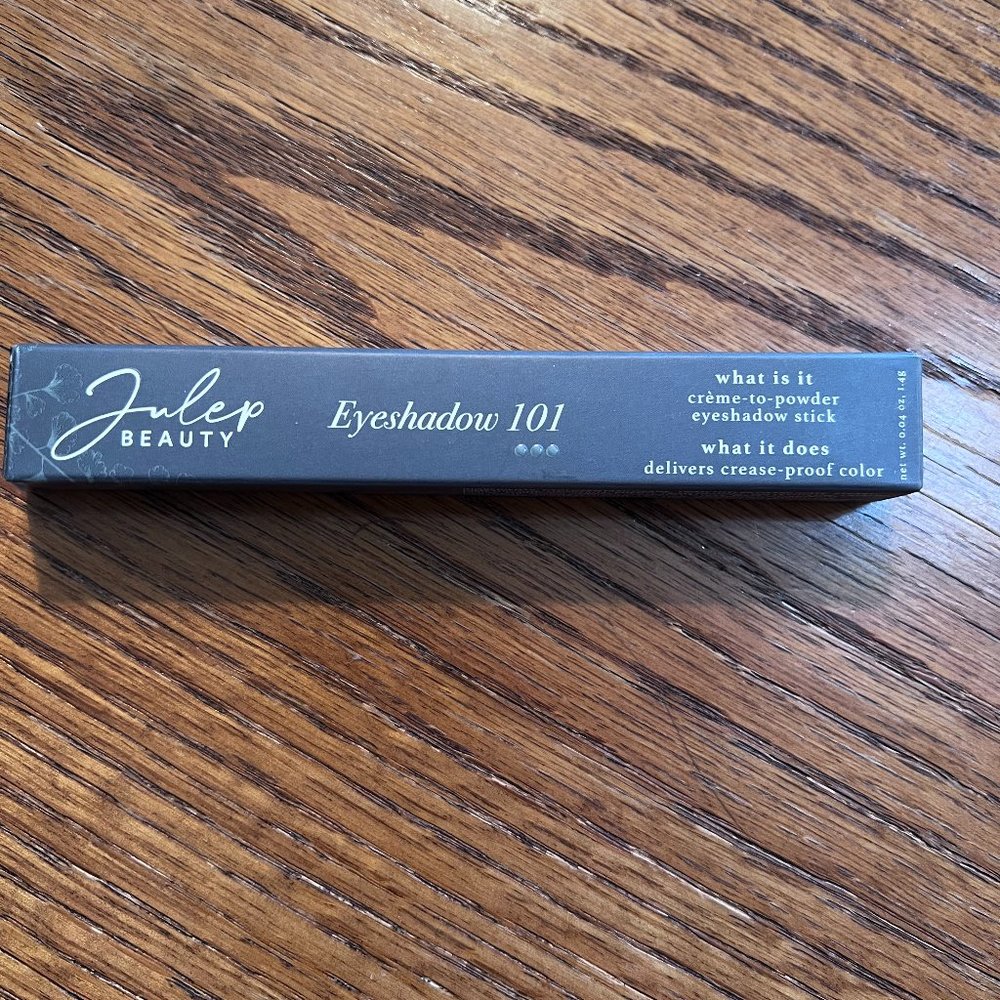 Julep
BEAUTY
Eyeshadow 101
what is it
crème-to-powder
eyeshadow stick
what it does
delivers crease-proof color
net wt. 0.04 oz, 1.4g